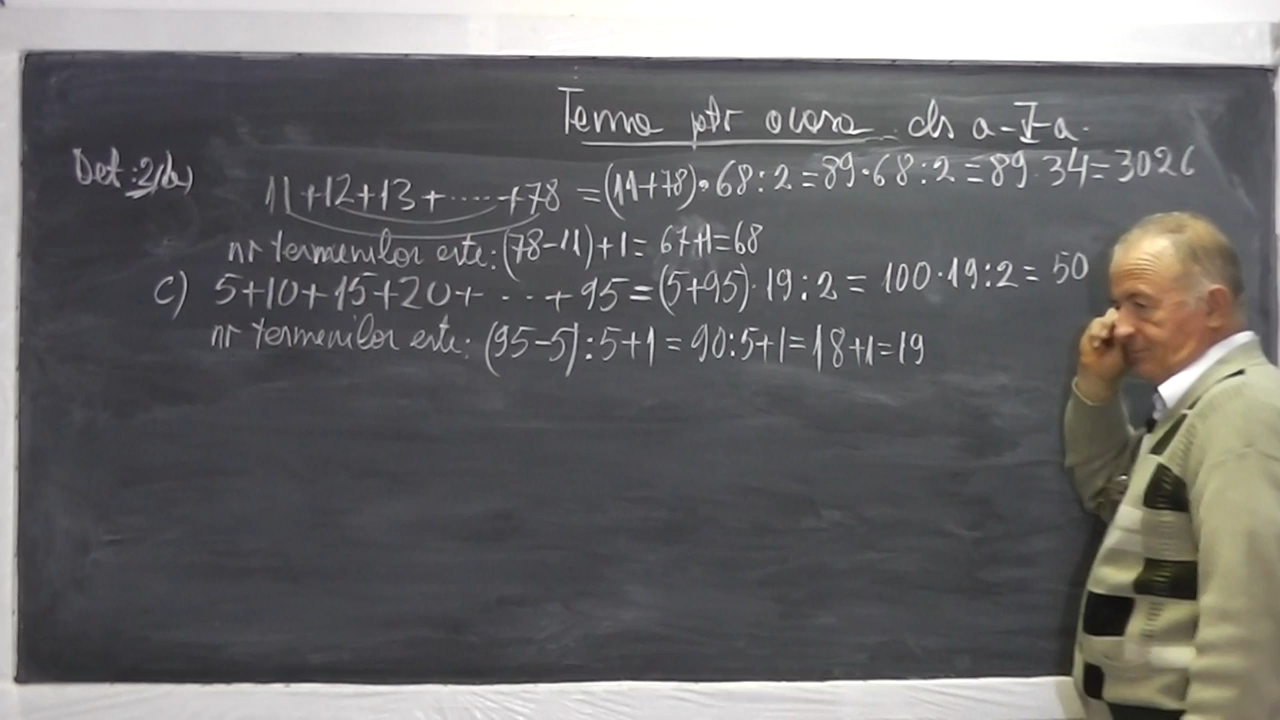 Tema ptr acasa cls a-V-a.
Det: 2/b) 11+12+13+......+78 = (11+78)·68:2=89·68:2=89·34=3026
nr termenilor este: (78-11)+1= 67+1=68
c) 5+10+15+20+ ... + 95=(5+95)·19:2= 100·19:2= 50
nr termenilor este: (95-5):5+1= 90:5+1=18+1=19